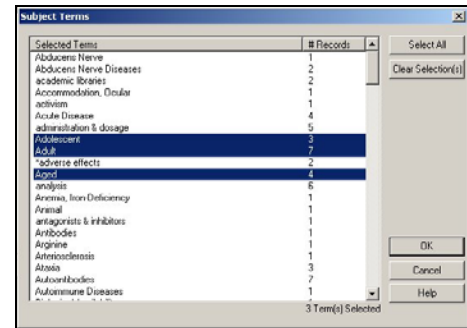 Subject Terms
Selected Terms # Records
Abducens Nerve 1
Abducens Nerve Diseases 2
academic libraries 2
Accommodation, Ocular 1
activism 1
Acute Disease 4
administration & dosage 5
Adolescent 3
Adult 7
*adverse effects 2
Aged 4
analysis 6
Anemia, Iron-Deficiency 1
Animal 1
antagonists & inhibitors 1
Antibodies 1
Arginine 1
Arteriosclerosis 1
Ataxia 3
Autoantibodies 7
Autoimmune Diseases 1
3 Term(s) Selected
Select All
Clear Selection(s)
OK
Cancel
Help